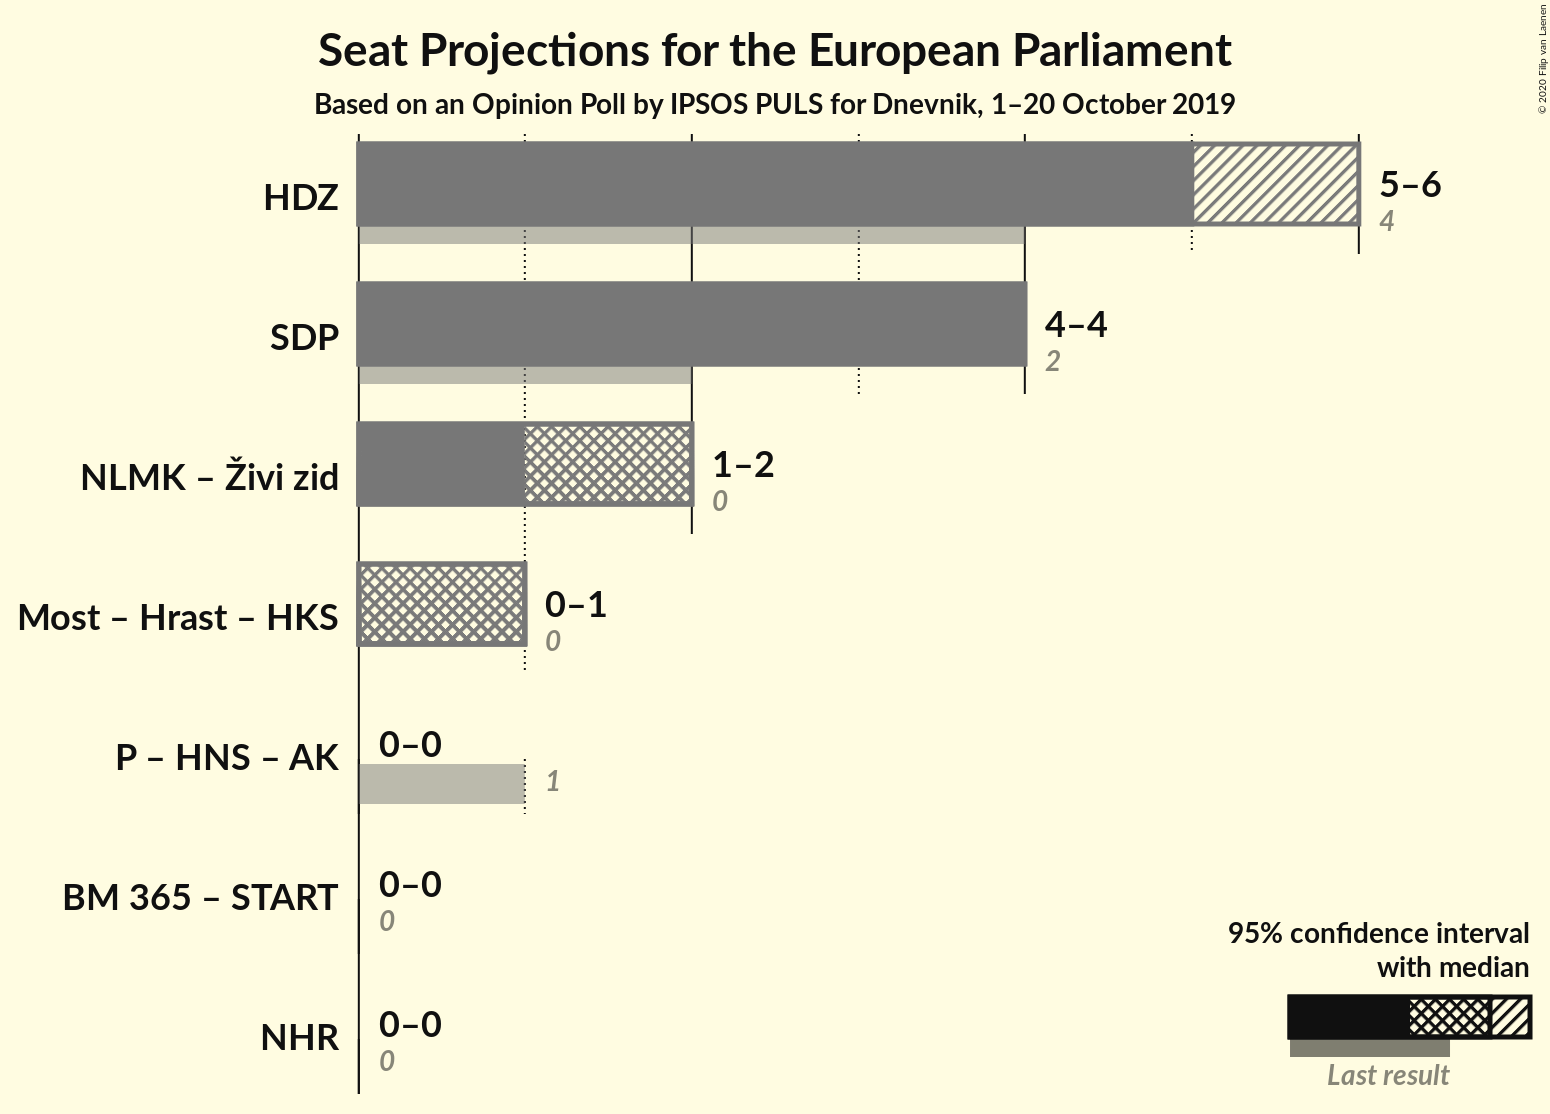 Seat Projections for the European Parliament
Based on an Opinion Poll by IPSOS PULS for Dnevnik, 1–20 October 2019
© 2020 Filip van Laenen
HDZ
5–6
4
SDP
4–4
2
NLMK – Živi zid
1–2
0
Most – Hrast – HKS
0–1
0
P – HNS – AK
0–0
1
BM 365 – START
0–0
0
NHR
0–0
0
95% confidence interval
with median
Last result